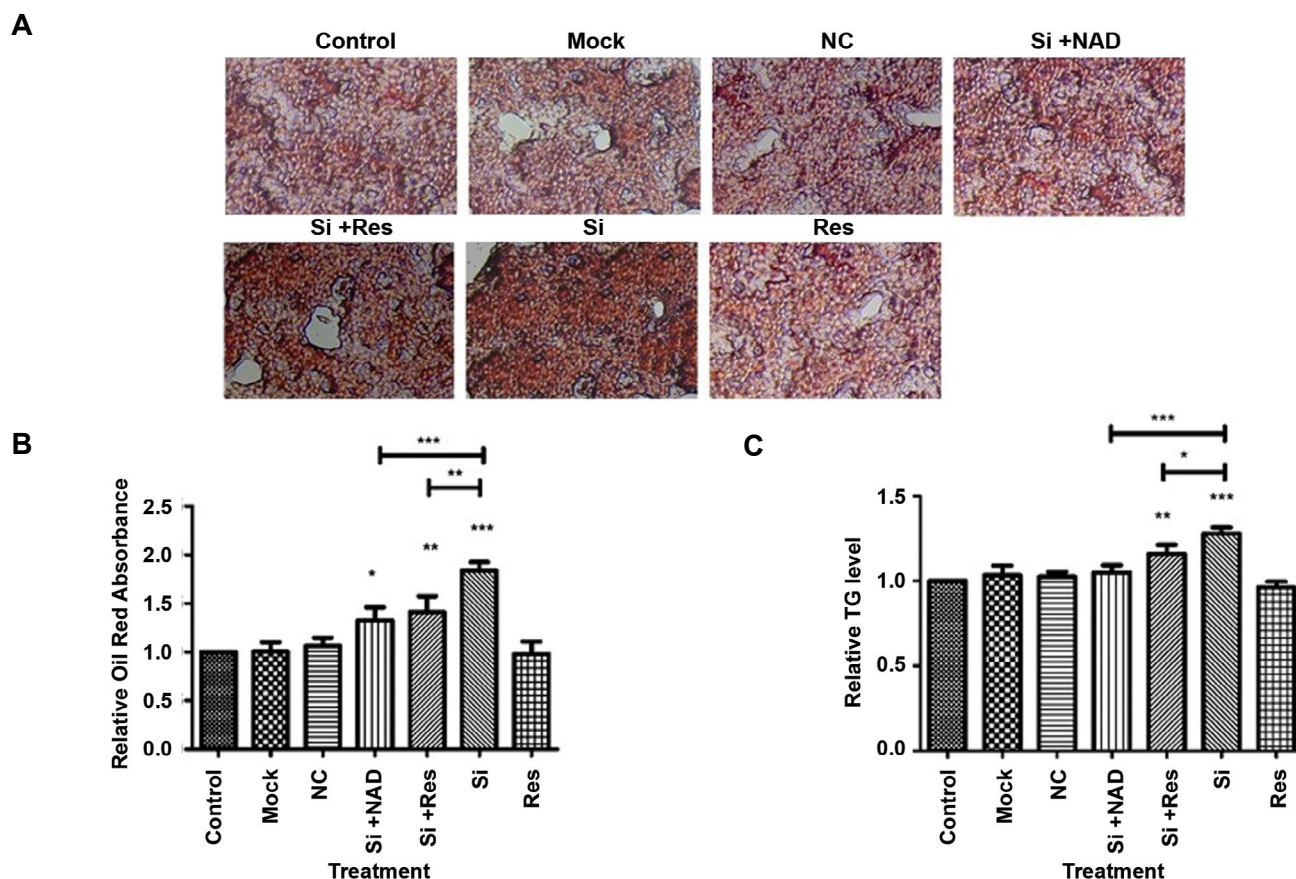 A
Control
Mock
NC
Si +NAD
Si +Res
Si
Res
B
***
**
***
**
*
2.5
2.0
1.5
1.0
0.5
0.0
Relative Oil Red Absorbance
Control
Mock
NC
Si +NAD
Si +Res
Si
Res
Treatment
C
***
*
***
**
1.5
1.0
0.5
0.0
Relative TG level
Control
Mock
NC
Si +NAD
Si +Res
Si
Res
Treatment